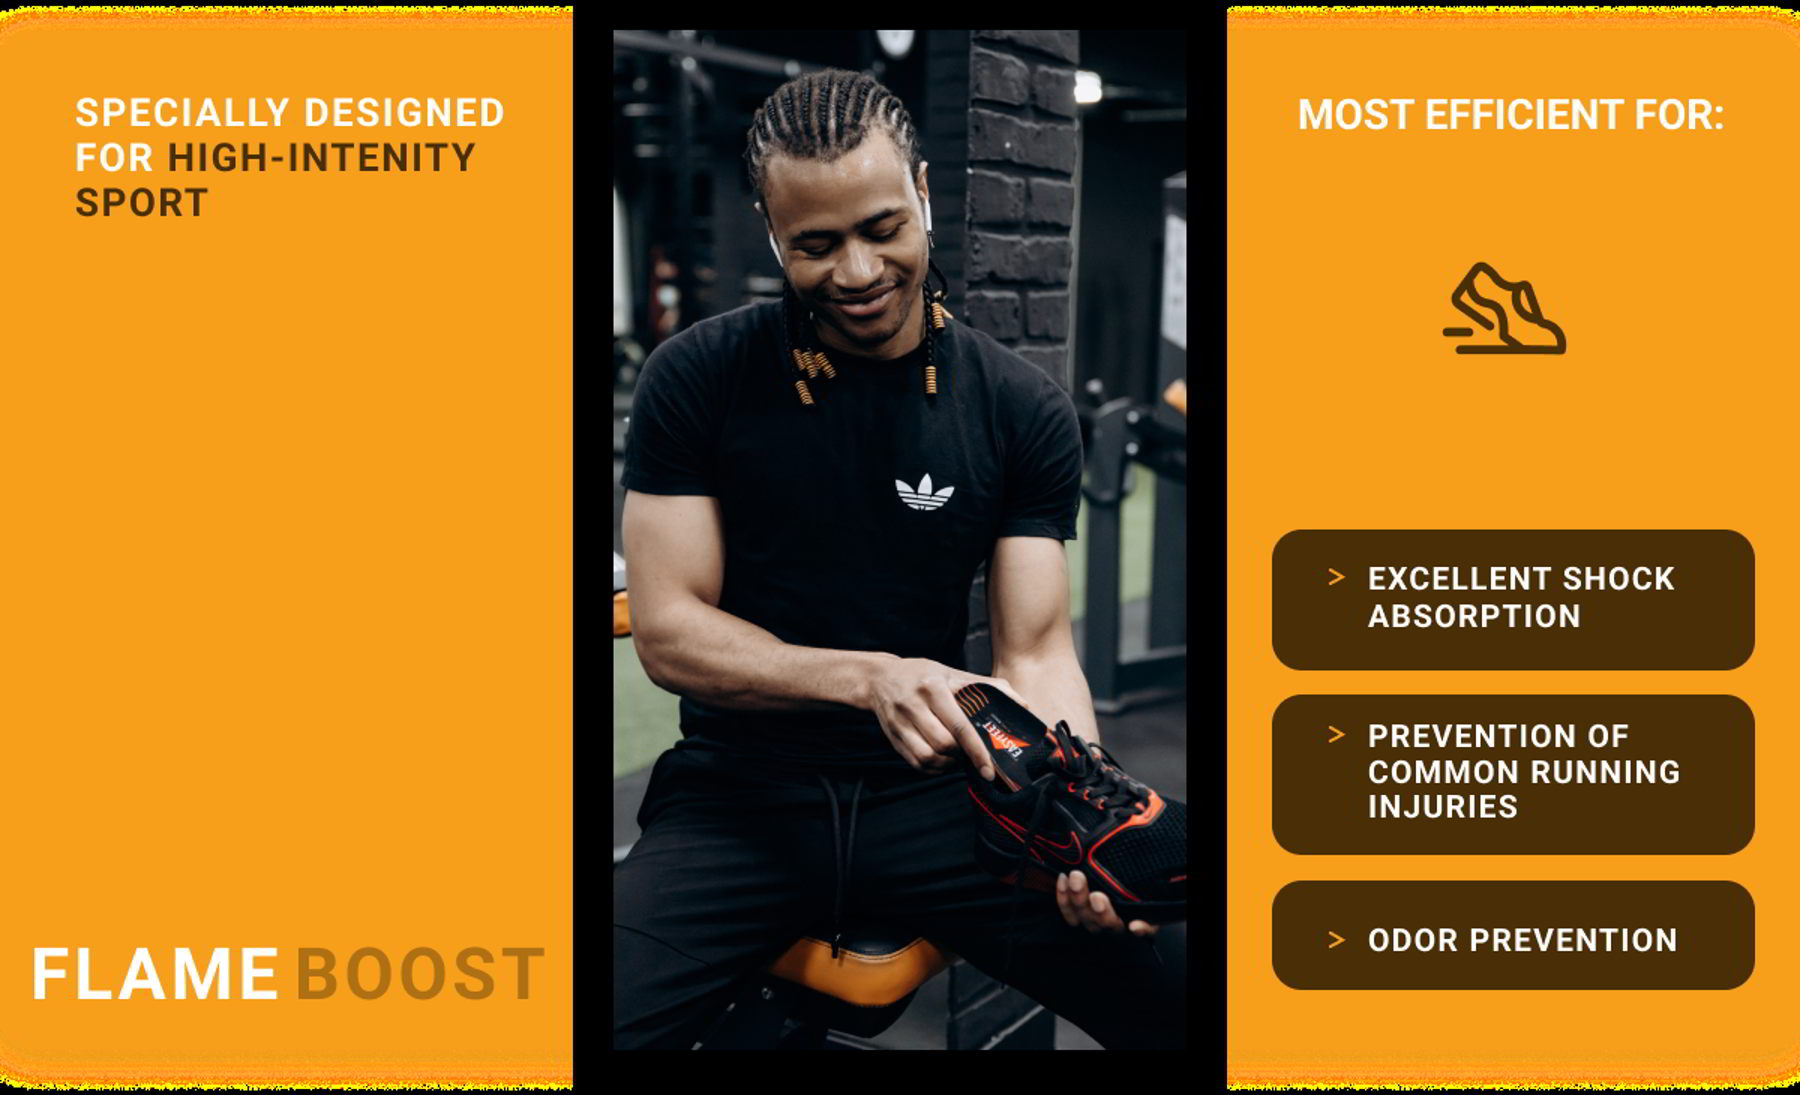 SPECIALLY DESIGNED
FOR HIGH-INTENITY
SPORT
FLAME BOOST
EASYFEET
MOST EFFICIENT FOR:
> EXCELLENT SHOCK
ABSORPTION
> PREVENTION OF
COMMON RUNNING
INJURIES
> ODOR PREVENTION